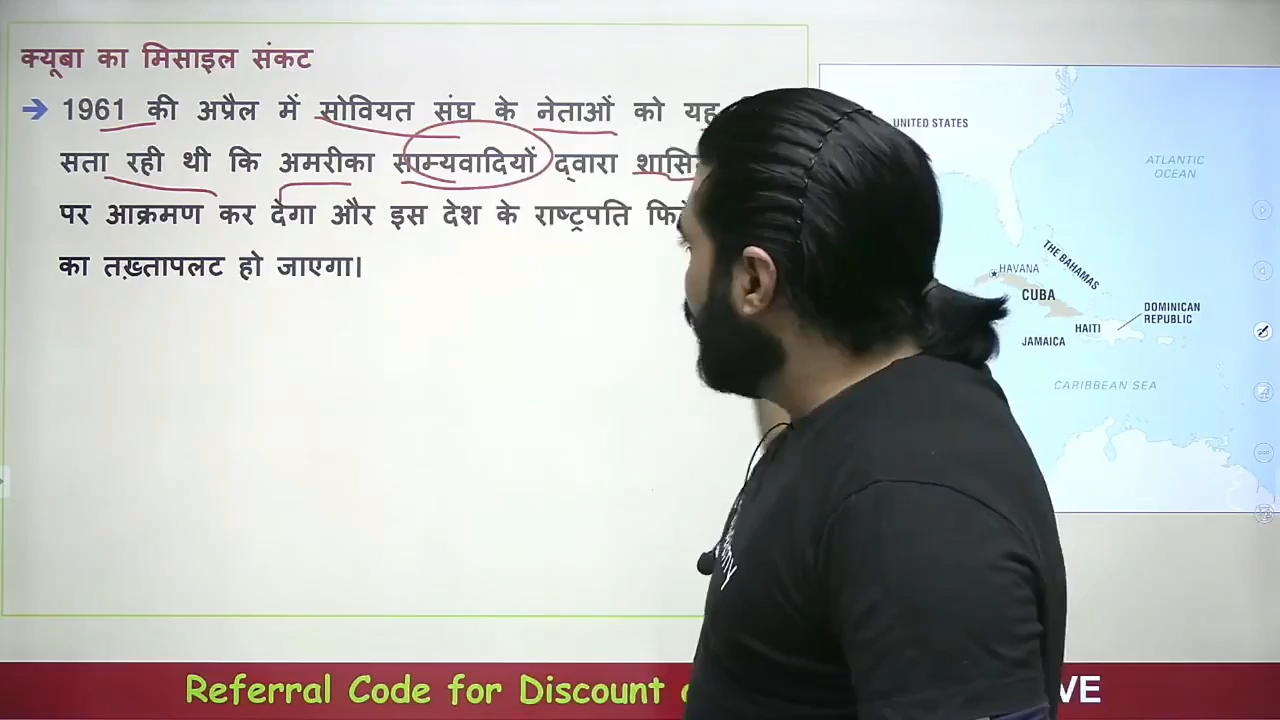 क्यूबा का मिसाइल संकट
➔ 1961 की अप्रैल में सोवियत संघ के नेताओं को यह
सता रही थी कि अमरीका साम्यवादियों द्वारा
पर आक्रमण कर देगा और इस देश के राष्ट्रपति
का तख़्तापलट हो जाएगा।
UNITED STATES
ATLANTIC
OCEAN
THE BAHAMAS
HAVANA
CUBA
DOMINICAN
REPUBLIC
HAITI
JAMAICA
CARIBBEAN SEA
Referral Code for Discount